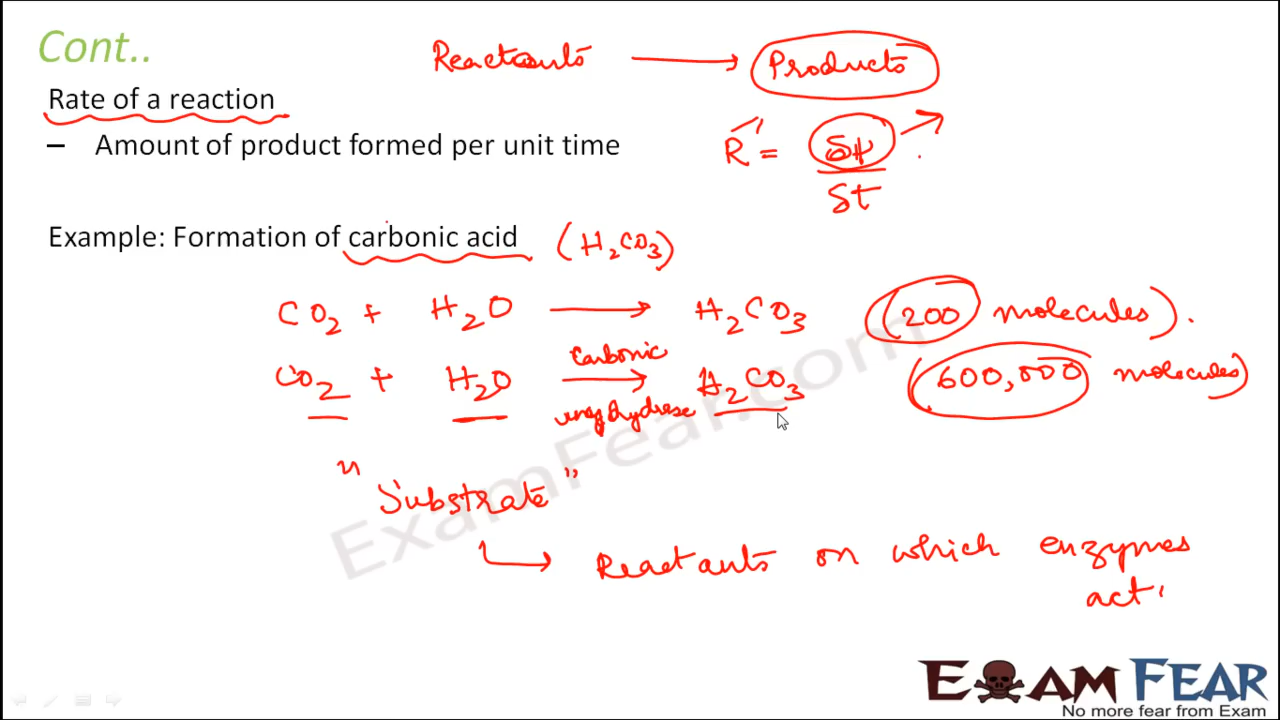 Cont..
Reactants → Products
Rate of a reaction
– Amount of product formed per unit time
R = δP
δt
Example: Formation of carbonic acid (H₂CO₃)
CO₂ + H₂O → H₂CO₃ (200 molecules).
Carbonic
CO₂ + H₂O → H₂CO₃ (600,000 molecules)
"Substrate"
↳ Reactants on which enzymes
act.
ExamFear.com
EXAM FEAR
No more fear from Exam